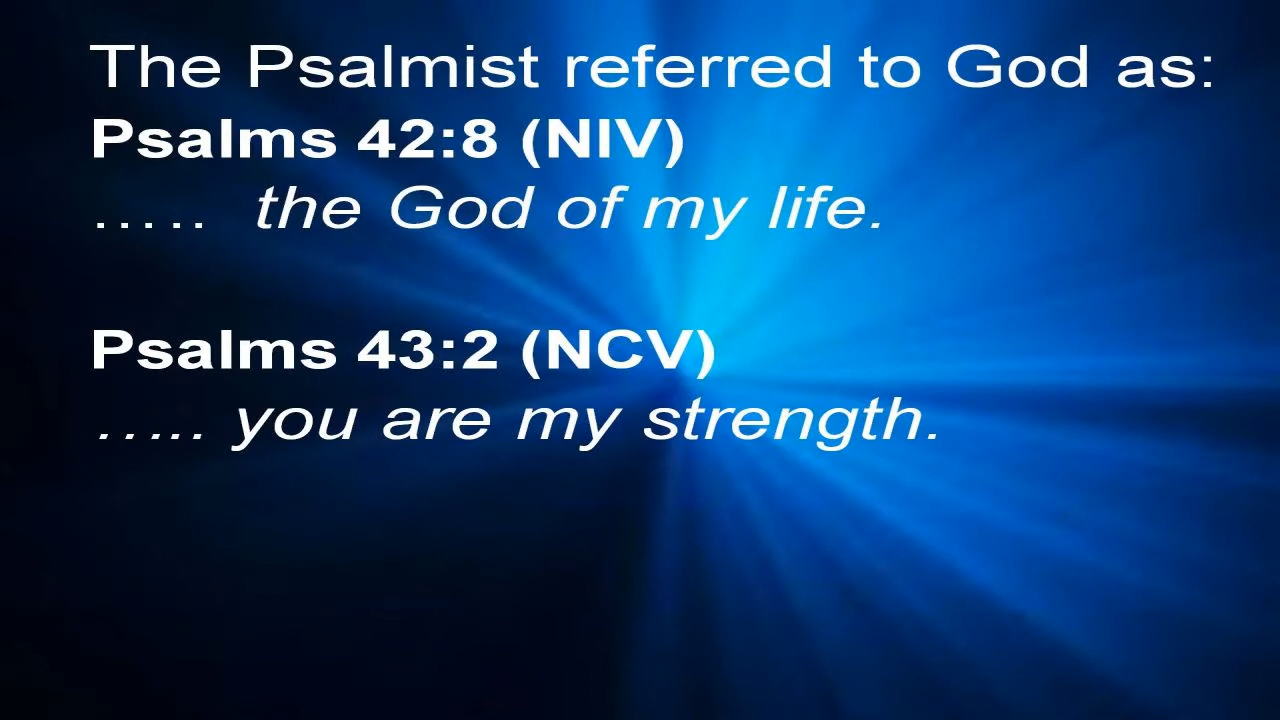 The Psalmist referred to God as:
Psalms 42:8 (NIV)
..... the God of my life.
Psalms 43:2 (NCV)
..... you are my strength.